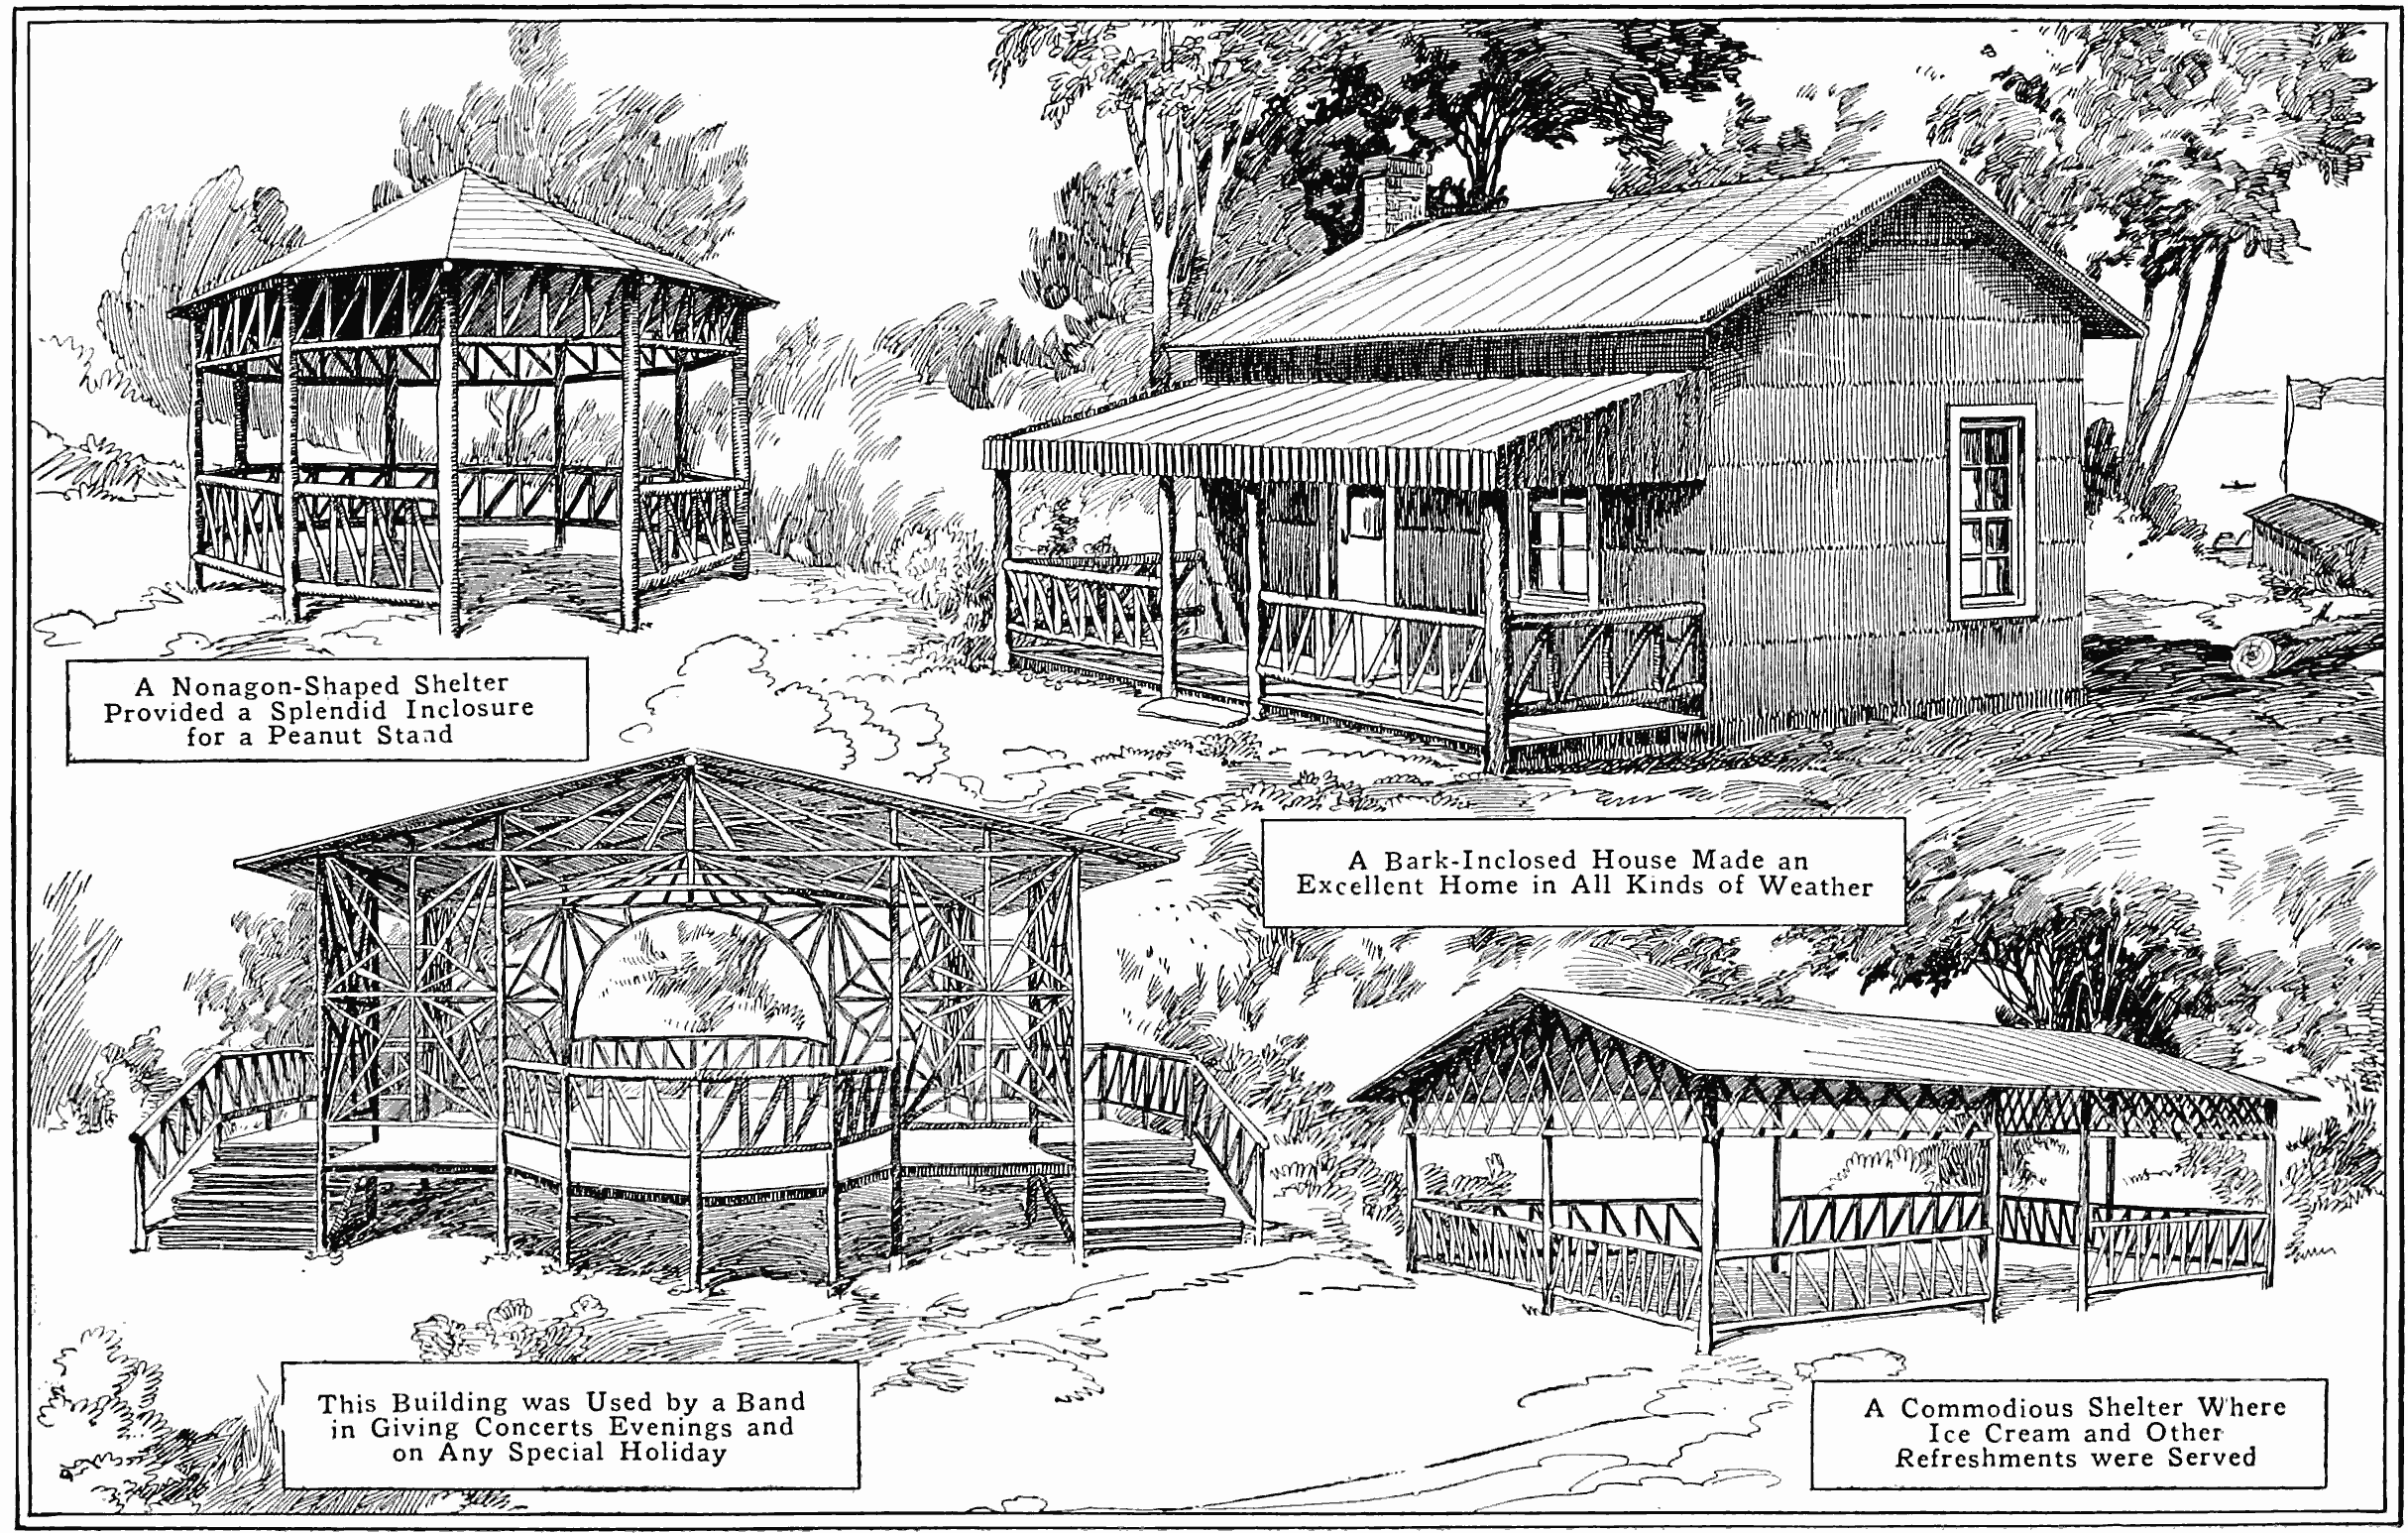 A Nonagon-Shaped Shelter
Provided a Splendid Inclosure
for a Peanut Stand
A Bark-Inclosed House Made an
Excellent Home in All Kinds of Weather
This Building was Used by a Band
in Giving Concerts Evenings and
on Any Special Holiday
A Commodious Shelter Where
Ice Cream and Other
Refreshments were Served